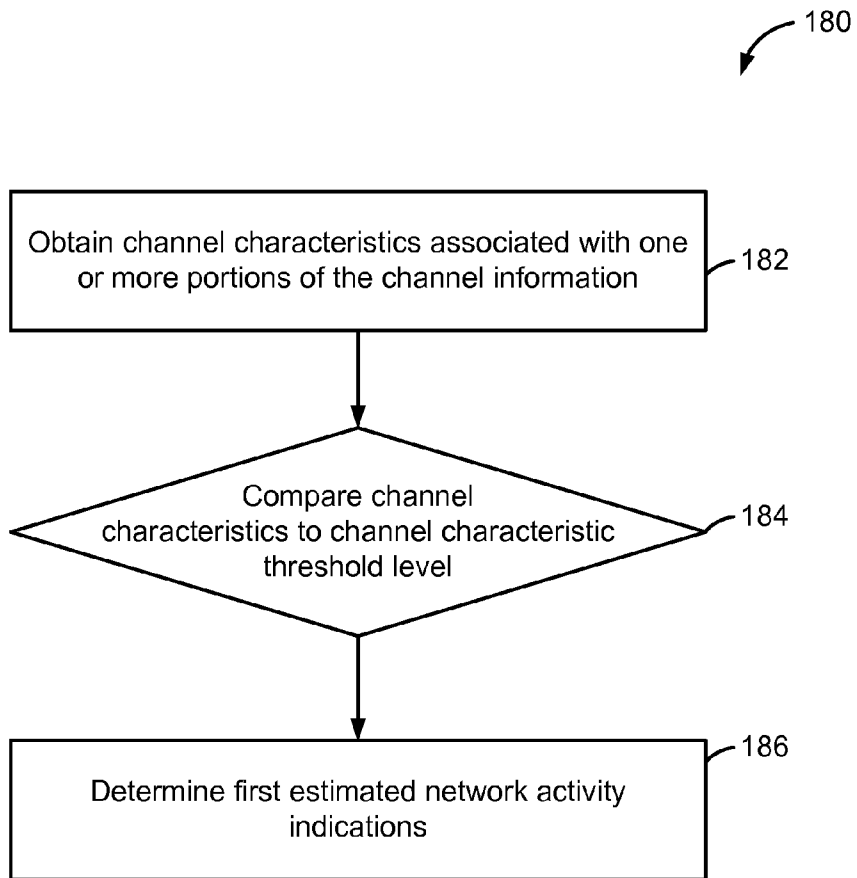 180
Obtain channel characteristics associated with one
or more portions of the channel information
182
Compare channel
characteristics to channel characteristic
threshold level
184
186
Determine first estimated network activity
indications